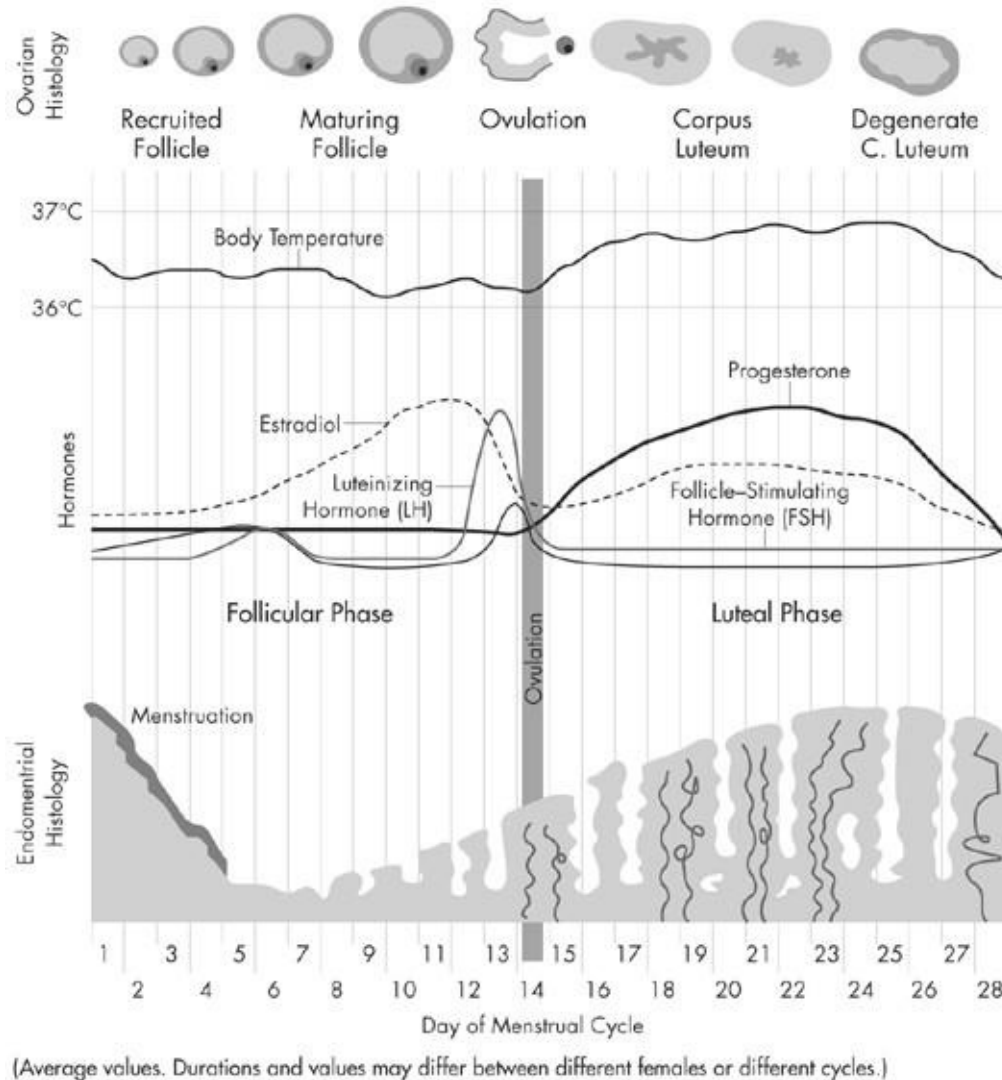 Ovarian
Histology
Recruited
Follicle
Maturing
Follicle
Ovulation
Corpus
Luteum
Degenerate
C. Luteum
37°C
Body Temperature
36°C
Hormones
Progesterone
Estradiol
Luteinizing
Hormone (LH)
Follicle–Stimulating
Hormone (FSH)
Follicular Phase
Ovulation
Luteal Phase
Endomentrial
Histology
Menstruation
1 3 5 7 9 11 13 15 17 19 21 23 25 27
2 4 6 8 10 12 14 16 18 20 22 24 26 28
Day of Menstrual Cycle
(Average values. Durations and values may differ between different females or different cycles.)